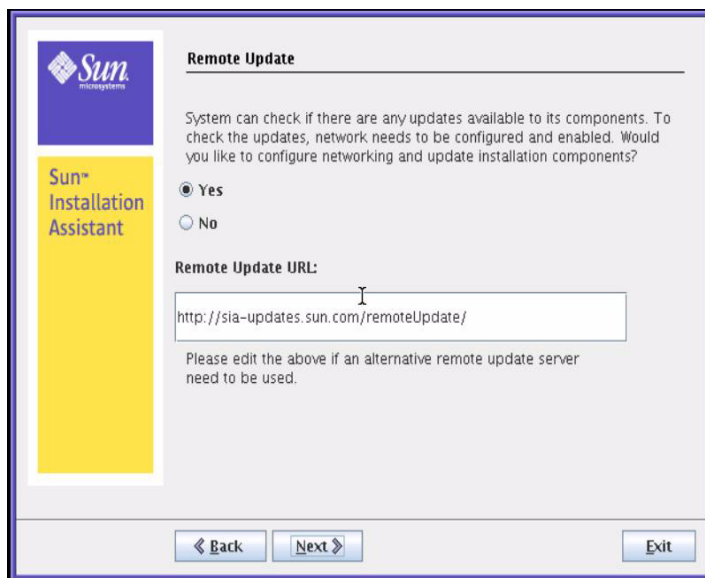 Sun
microsystems
Sun™
Installation
Assistant
Remote Update
System can check if there are any updates available to its components. To
check the updates, network needs to be configured and enabled. Would
you like to configure networking and update installation components?
Yes
No
Remote Update URL:
http://sia-updates.sun.com/remoteUpdate/
Please edit the above if an alternative remote update server
need to be used.
Back
Next
Exit